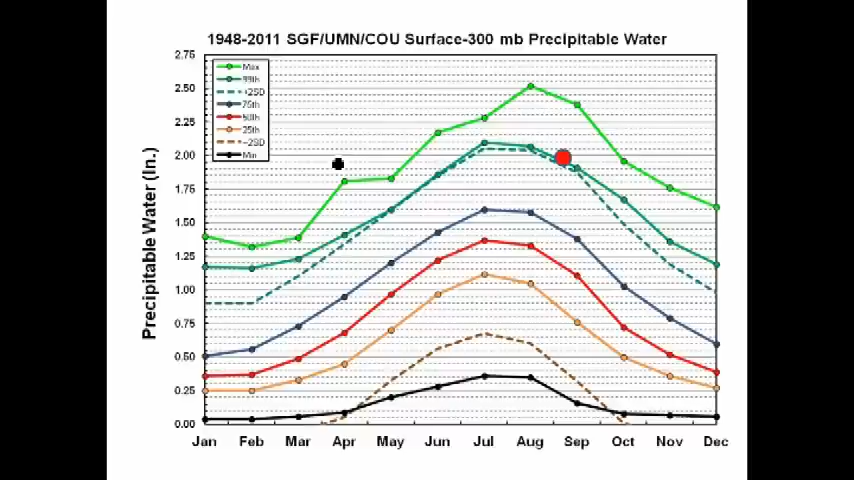 1948-2011 SGF/UMN/COU Surface-300 mb Precipitable Water
Precipitable Water (In.)
2.75
2.50
2.25
2.00
1.75
1.50
1.25
1.00
0.75
0.50
0.25
0.00
Max
99th
+2SD
75th
50th
25th
-2SD
Min
Jan Feb Mar Apr May Jun Jul Aug Sep Oct Nov Dec